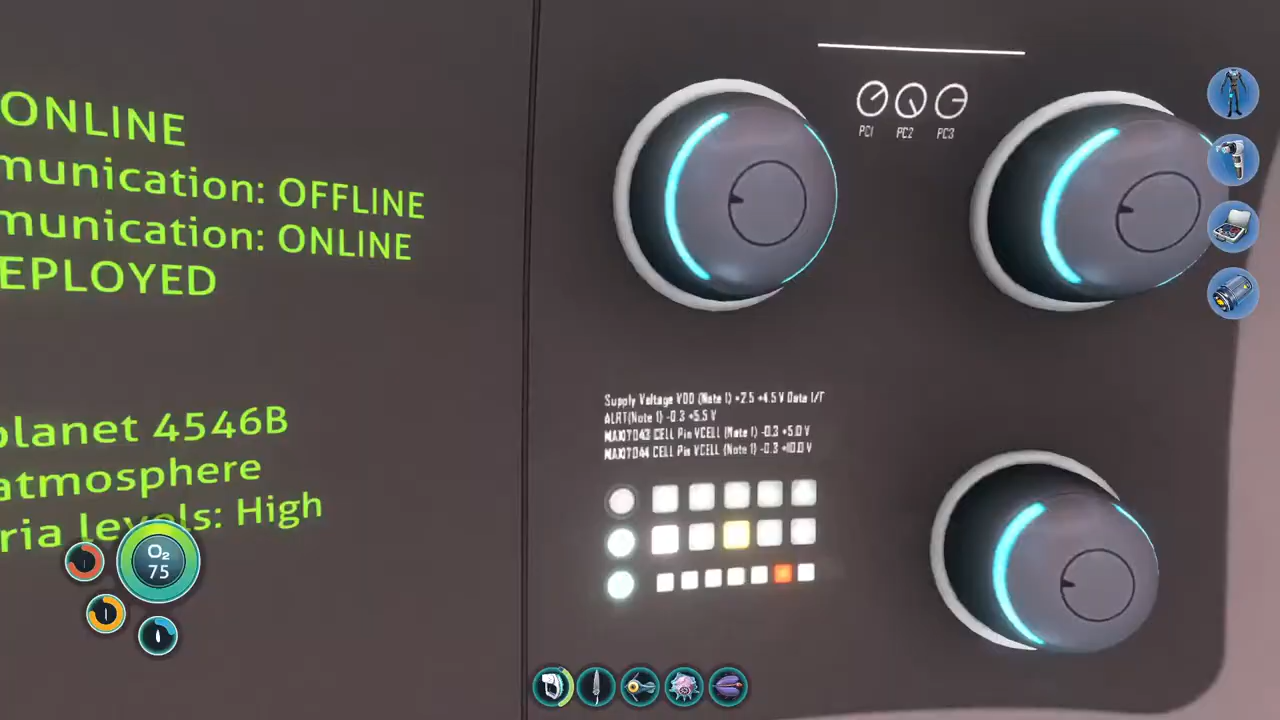 ONLINE
munication: OFFLINE
munication: ONLINE
EPLOYED
planet 4546B
atmosphere
ria levels: High
O₂
75
PC1 PC2 PC3
Supply Voltage VDD (Note 1) +2.5 +4.5 V Data I/
ALRT(Note 1) -0.3 +5.5 V
CELL Pin VCELL (Note 1) -0.3 +5.0 V
CELL Pin VCELL (Note 1) -0.3 +10.0 V